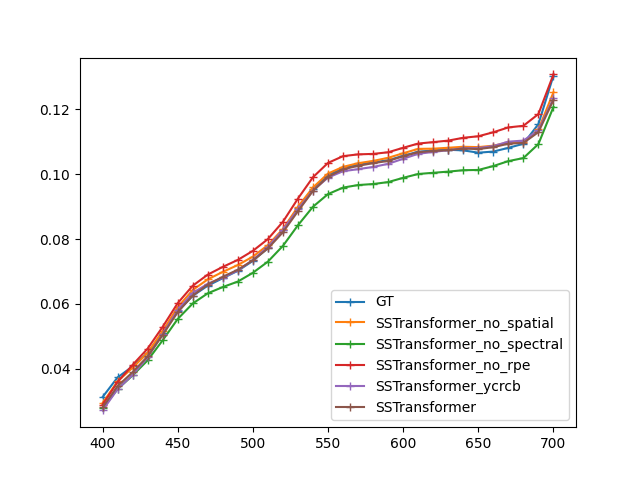 0.12
0.10
0.08
0.06
0.04
400 450 500 550 600 650 700
GT
SSTransformer_no_spatial
SSTransformer_no_spectral
SSTransformer_no_rpe
SSTransformer_ycrcb
SSTransformer